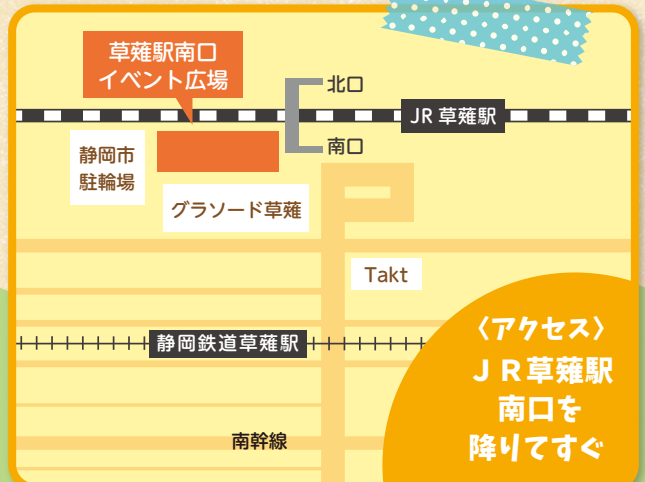 草薙駅南口
イベント広場
北口
JR 草薙駅
南口
静岡市
駐輪場
グラソード草薙
Takt
静岡鉄道草薙駅
南幹線
〈アクセス〉
ＪＲ草薙駅
南口を
降りてすぐ